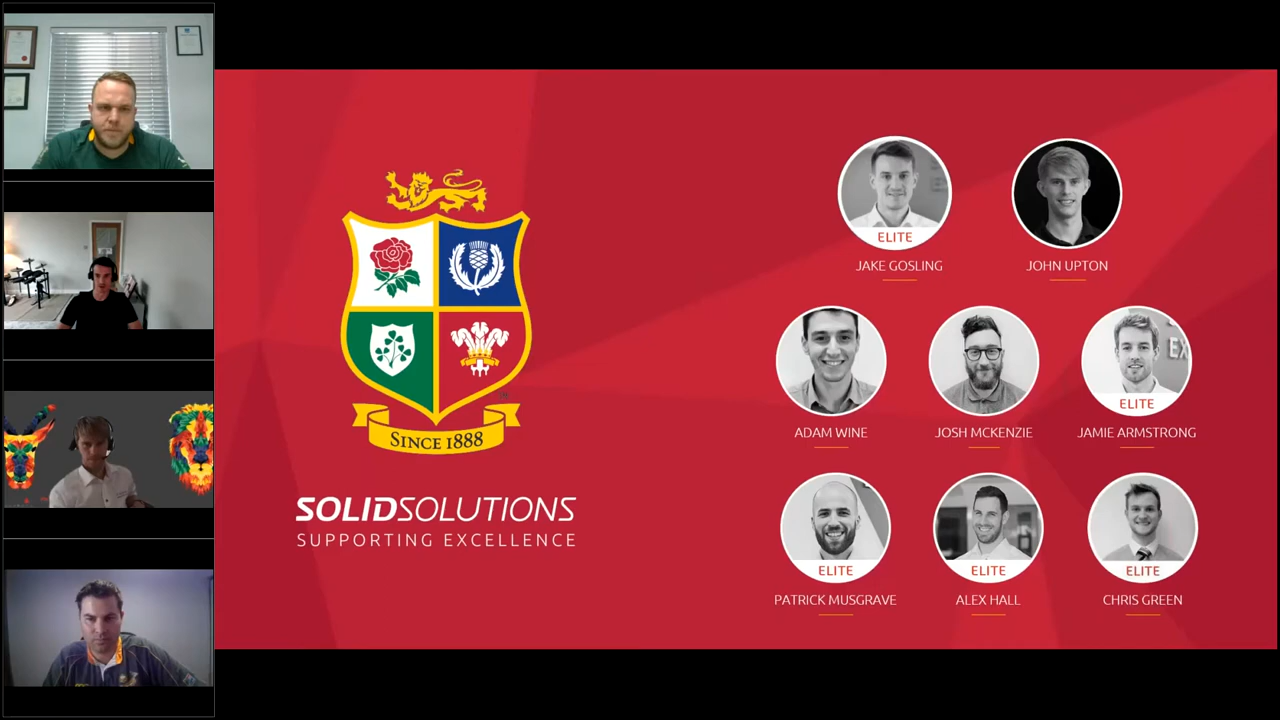 SINCE 1888
SOLIDSOLUTIONS
SUPPORTING EXCELLENCE
ELITE
JAKE GOSLING
JOHN UPTON
ADAM WINE
JOSH MCKENZIE
EX
ELITE
JAMIE ARMSTRONG
ELITE
PATRICK MUSGRAVE
ELITE
ALEX HALL
ELITE
CHRIS GREEN